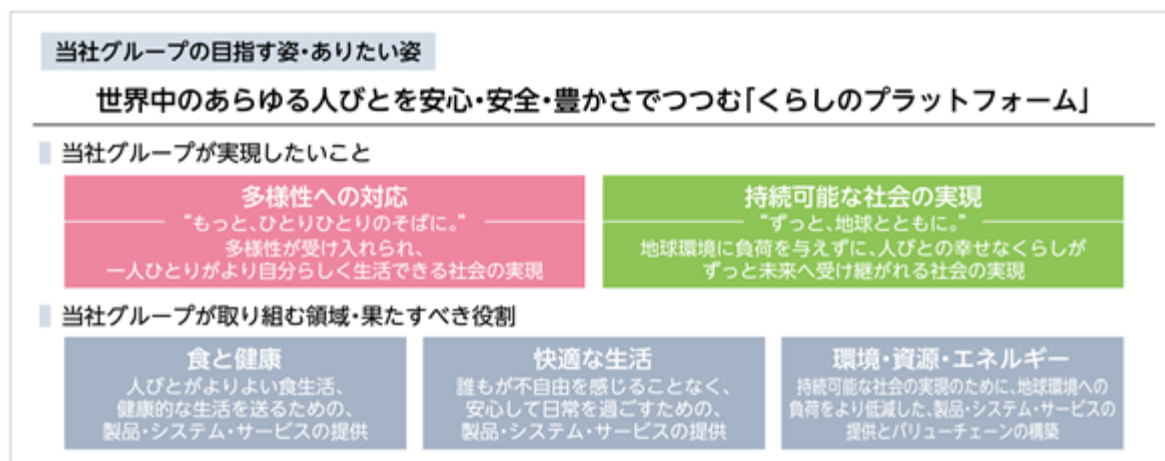 当社グループの目指す姿・ありたい姿
世界中のあらゆる人びとを安心・安全・豊かさでつつむ「くらしのプラットフォーム」
当社グループが実現したいこと
多様性への対応
“もっと、ひとりひとりのそばに。”
多様性が受け入れられ、
一人ひとりがより自分らしく生活できる社会の実現
持続可能な社会の実現
“ずっと、地球とともに。”
地球環境に負荷を与えずに、人びとの幸せなくらしが
ずっと未来へ受け継がれる社会の実現
当社グループが取り組む領域・果たすべき役割
食と健康
人びとがよりよい食生活、
健康的な生活を送るための、
製品・システム・サービスの提供
快適な生活
誰もが不自由を感じることなく、
安心して日常を過ごすための、
製品・システム・サービスの提供
環境・資源・エネルギー
持続可能な社会の実現のために、地球環境への
負荷をより低減した、製品・システム・サービスの
提供とバリューチェーンの構築